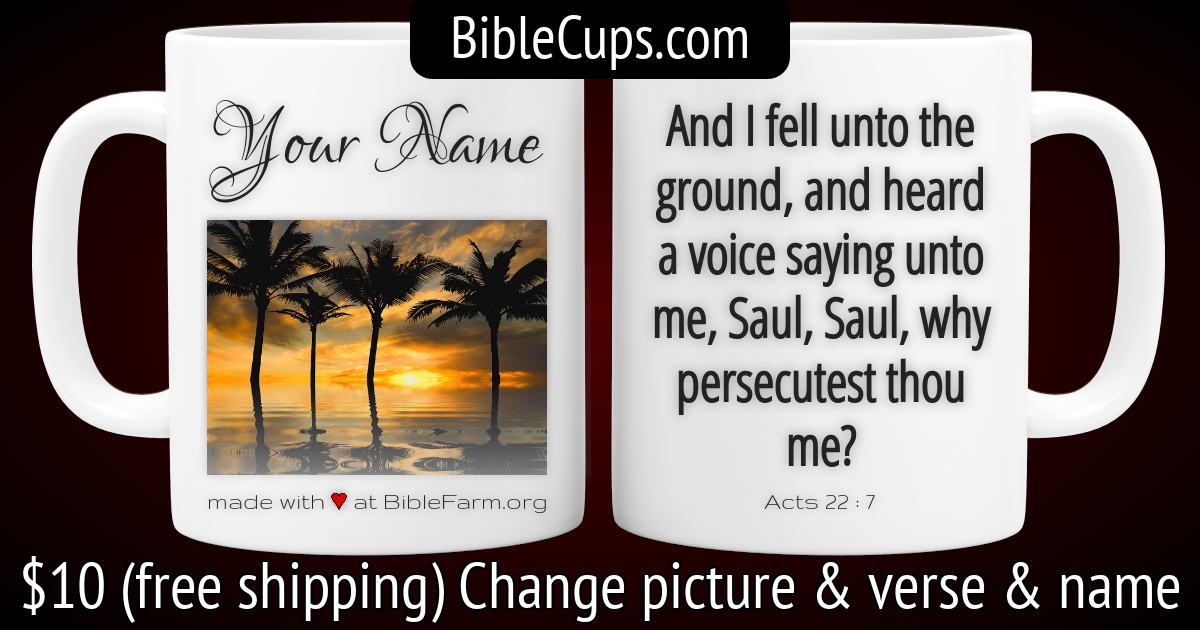 BibleCups.com
Your Name
made with ♥ at BibleFarm.org
And I fell unto the
ground, and heard
a voice saying unto
me, Saul, Saul, why
persecutest thou
me?
Acts 22 : 7
$10 (free shipping) Change picture & verse & name